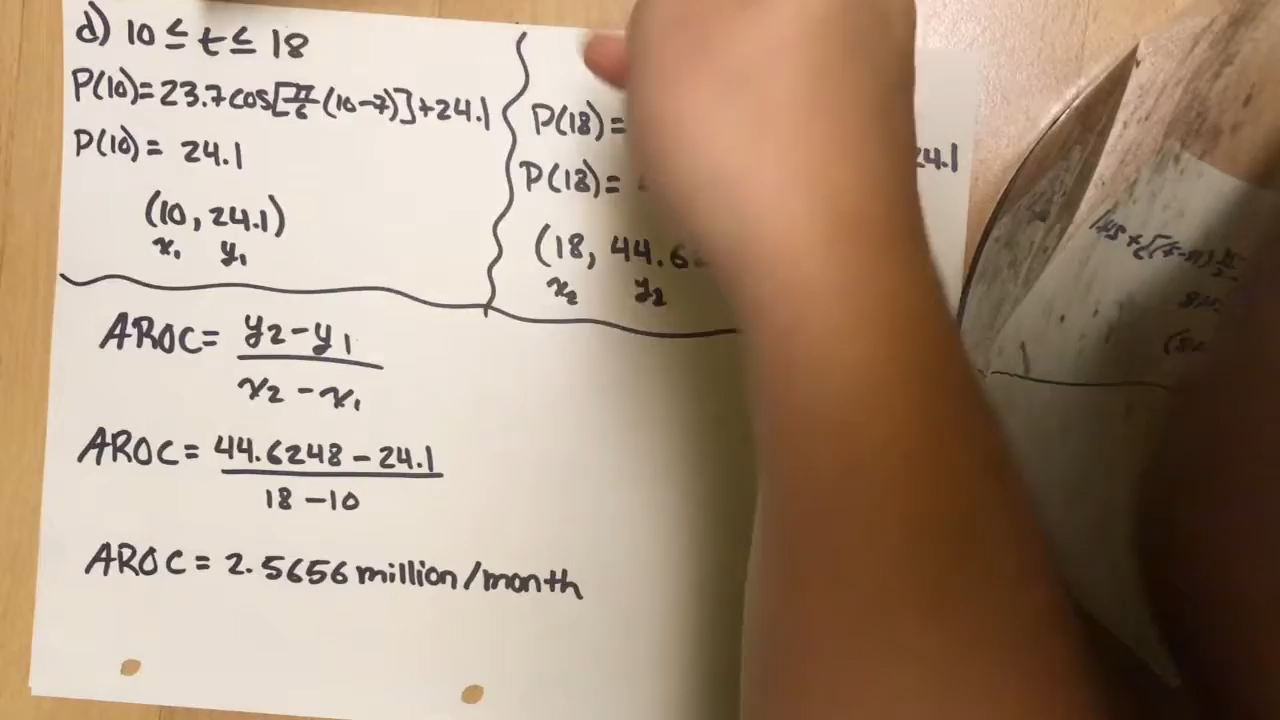 d) 10 ≤ t ≤ 18
P(10)=23.7cos[π/6(10-7)]+24.1
P(10)= 24.1
(10, 24.1)
x₁ y₁
P(18)=
24.1
P(18)=
(18, 44.6
x₂ y₂
AROC= y₂-y₁
x₂-x₁
AROC= 44.6248-24.1
18-10
AROC= 2.5656 million/month